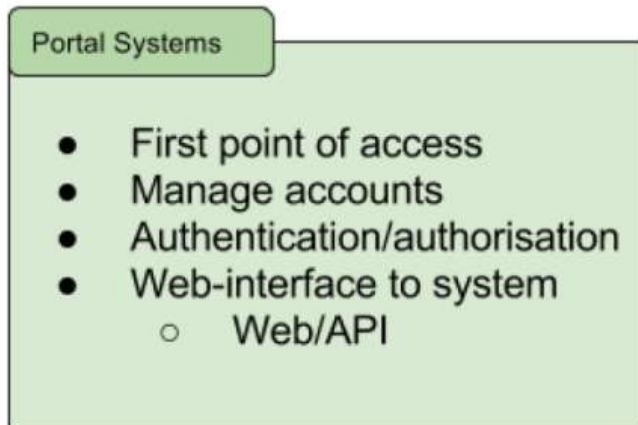 Portal Systems
● First point of access
● Manage accounts
● Authentication/authorisation
● Web-interface to system
○ Web/API